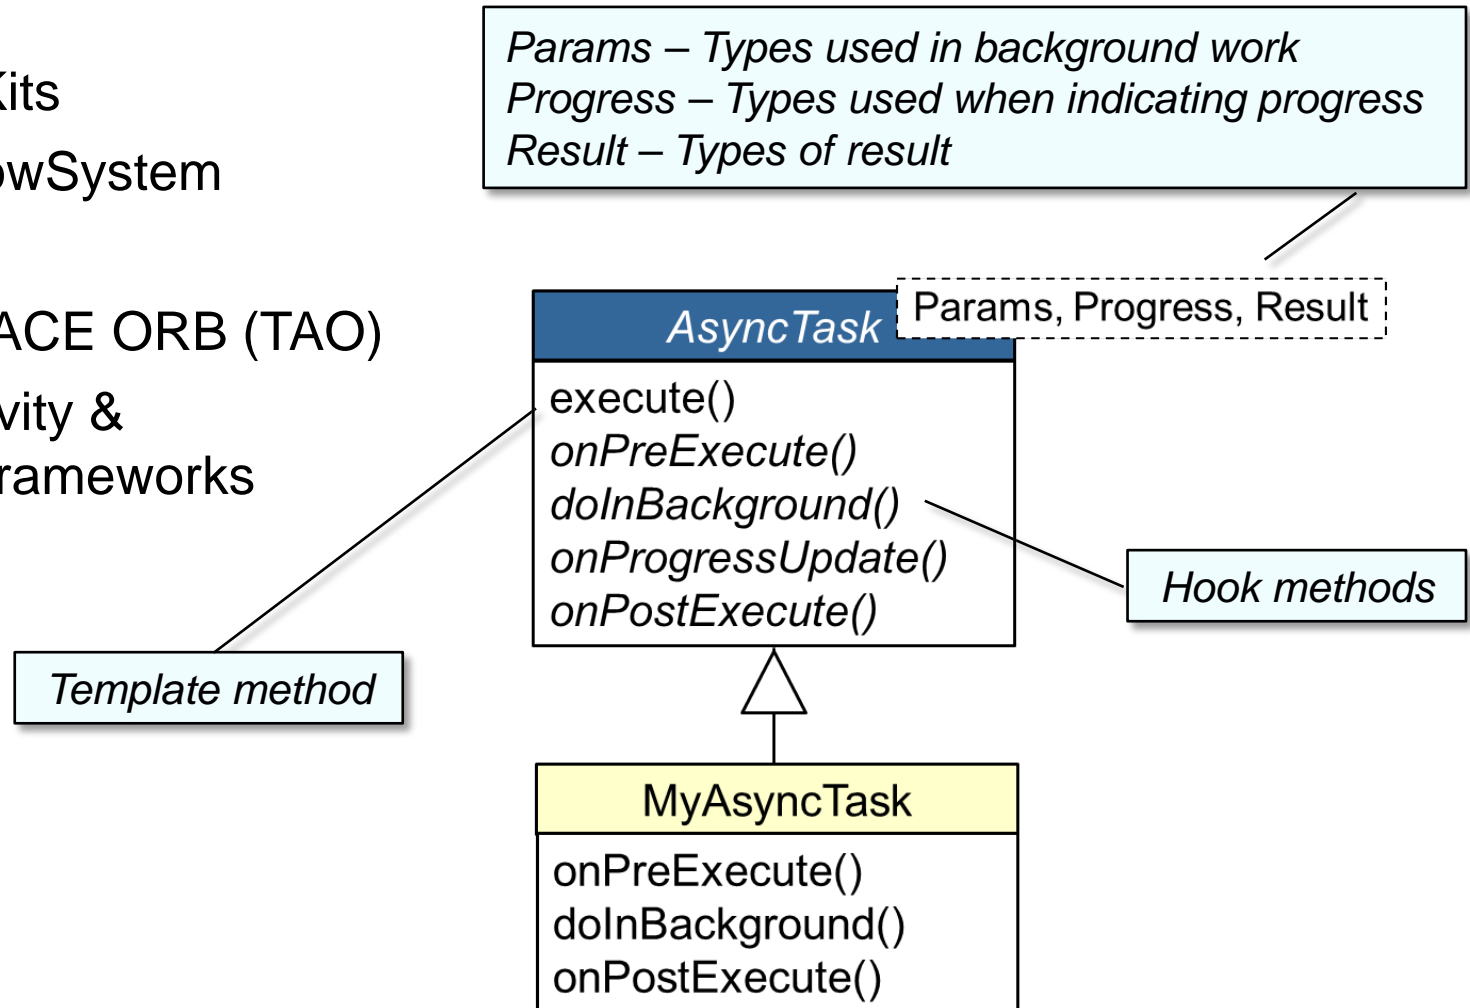 Kits
owSystem
ACE ORB (TAO)
vity &
rameworks
Params – Types used in background work
Progress – Types used when indicating progress
Result – Types of result
Params, Progress, Result
AsyncTask
execute()
onPreExecute()
doInBackground()
onProgressUpdate()
onPostExecute()
Hook methods
Template method
MyAsyncTask
onPreExecute()
doInBackground()
onPostExecute()